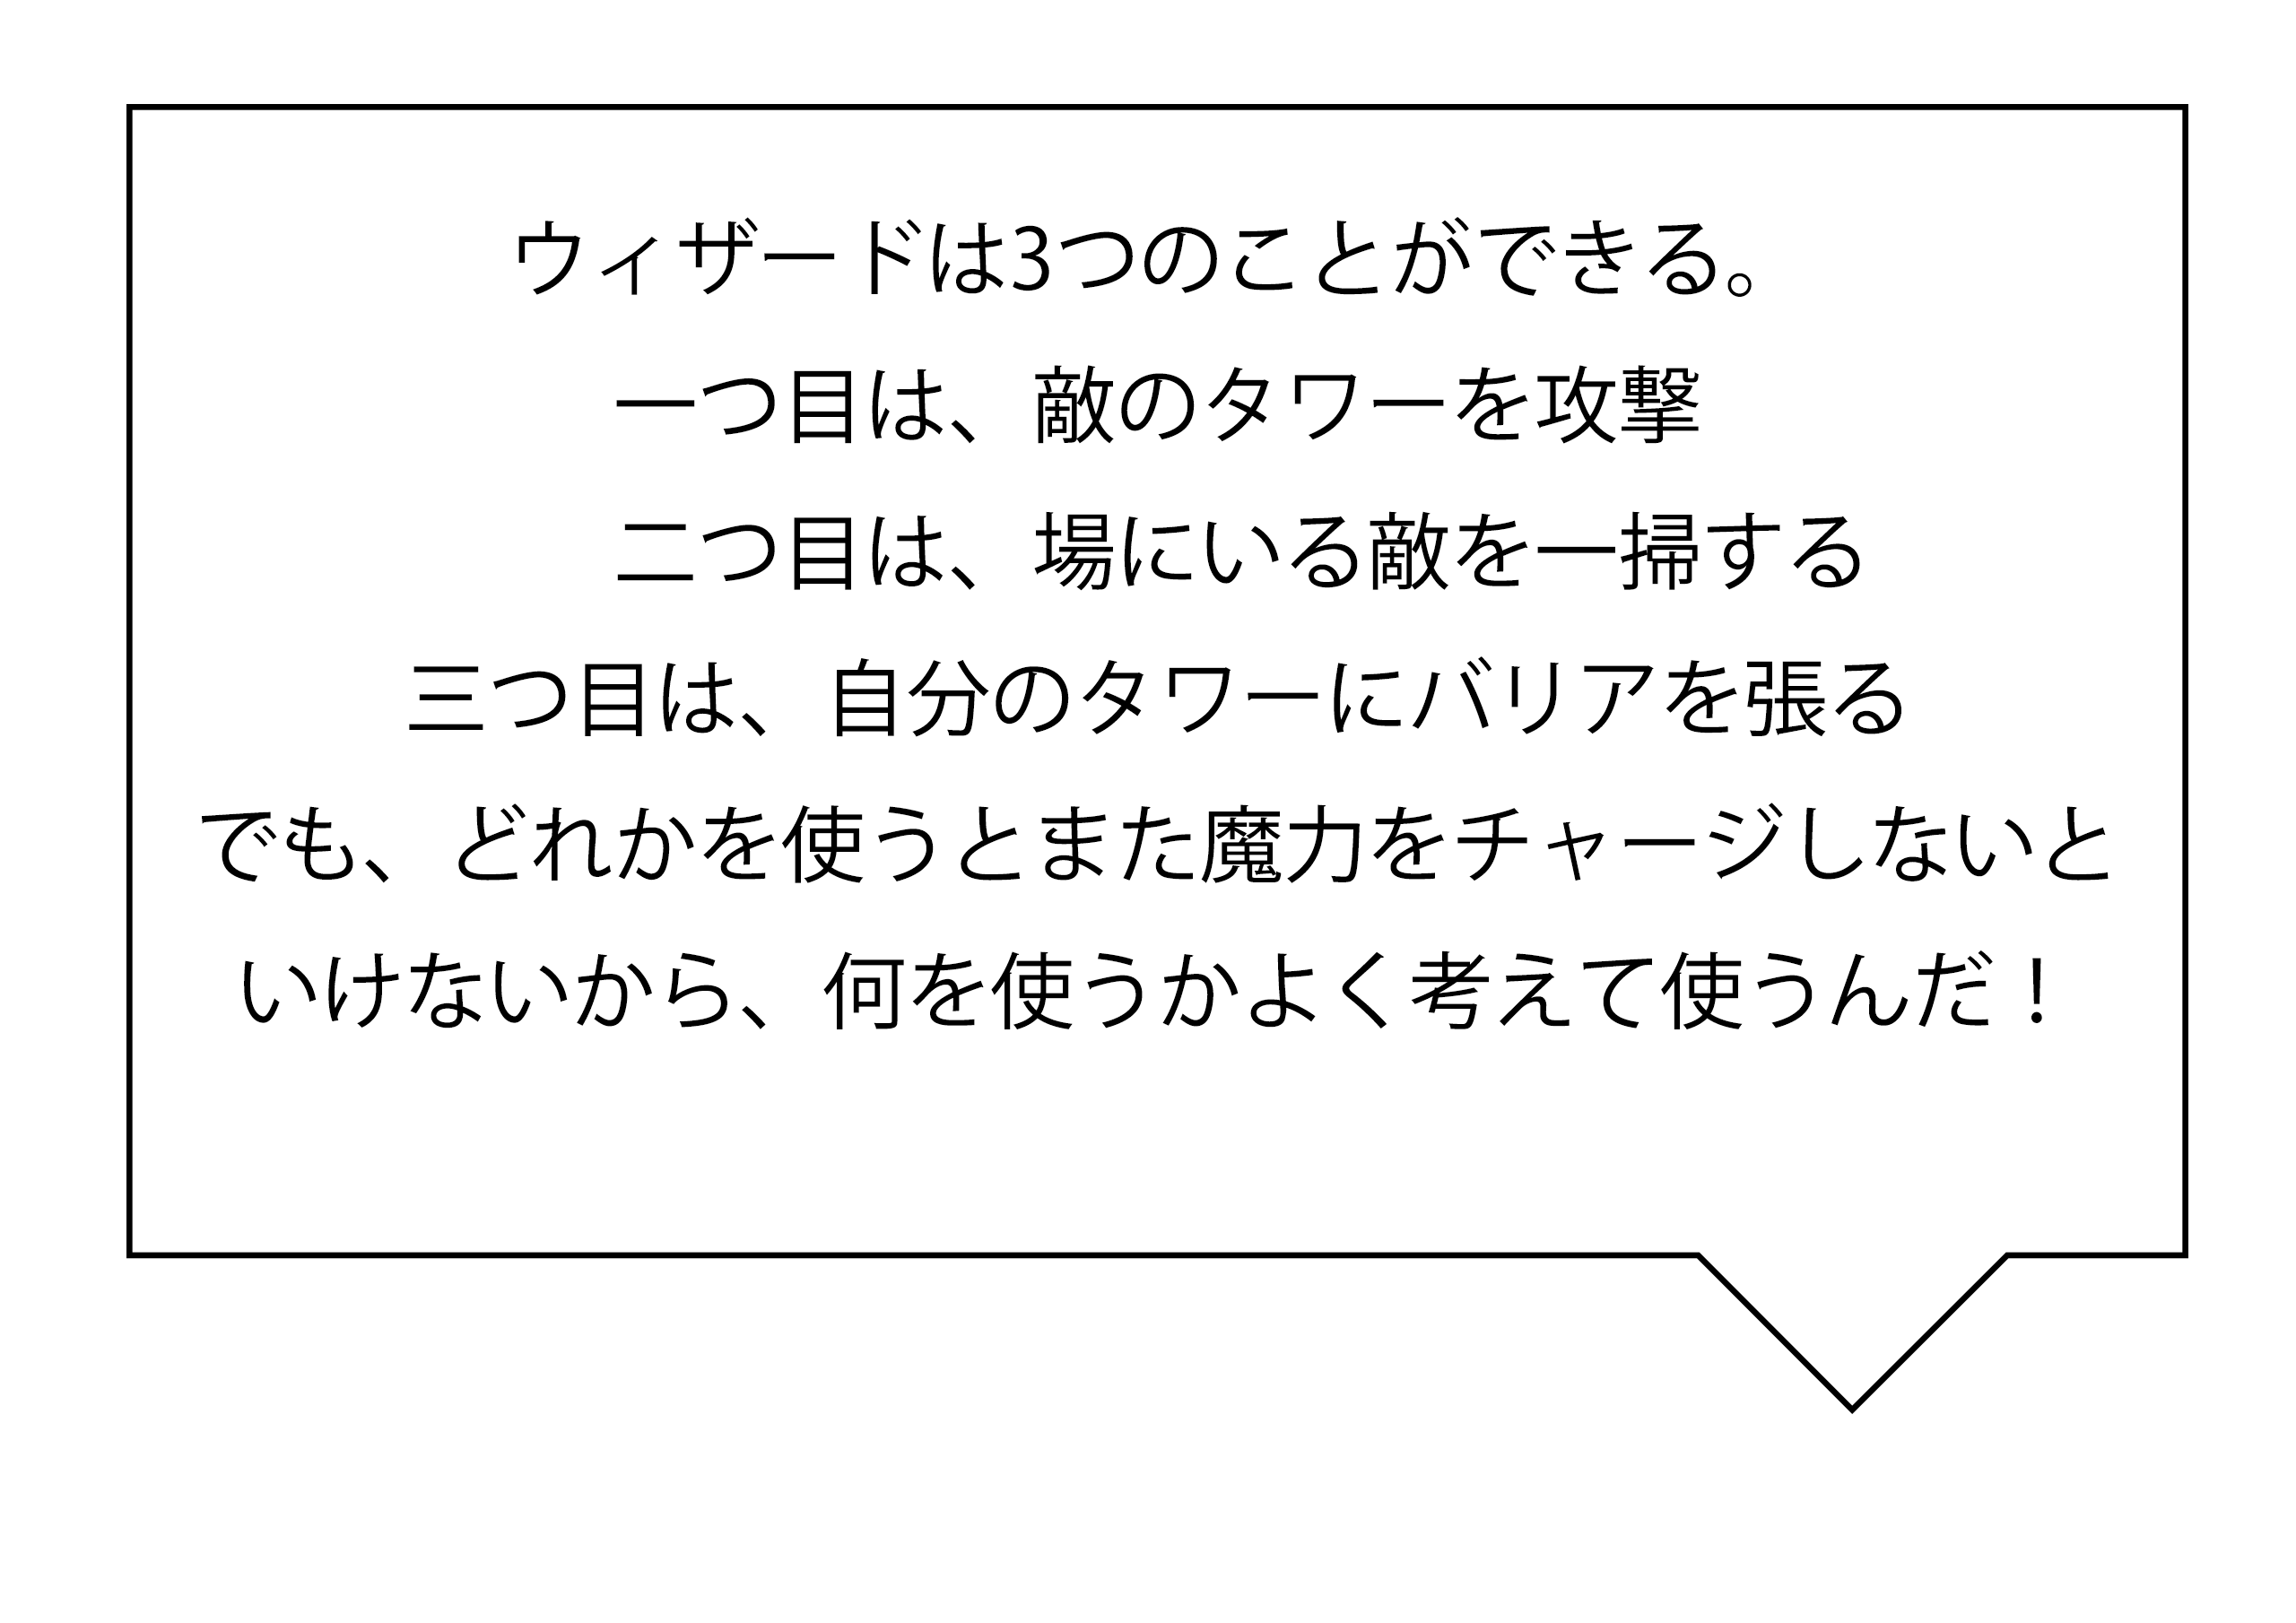 ウィザードは3つのことができる。
一つ目は、敵のタワーを攻撃
二つ目は、場にいる敵を一掃する
三つ目は、自分のタワーにバリアを張る
でも、どれかを使うとまた魔力をチャージしないと
いけないから、何を使うかよく考えて使うんだ！